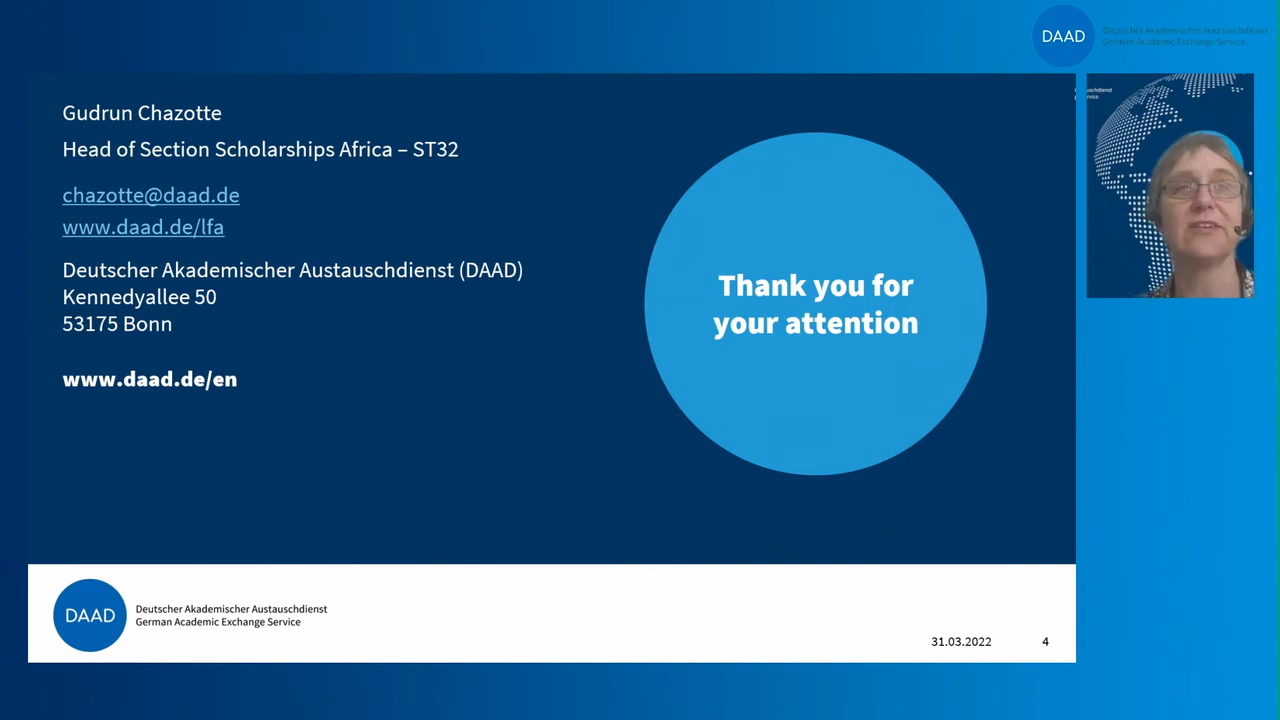 DAAD
Deutscher Akademischer Austauschdienst
German Academic Exchange Service
Gudrun Chazotte
Head of Section Scholarships Africa – ST32
chazotte@daad.de
www.daad.de/lfa
Deutscher Akademischer Austauschdienst (DAAD)
Kennedyallee 50
53175 Bonn
www.daad.de/en
Thank you for
your attention
DAAD
Deutscher Akademischer Austauschdienst
German Academic Exchange Service
31.03.2022
4